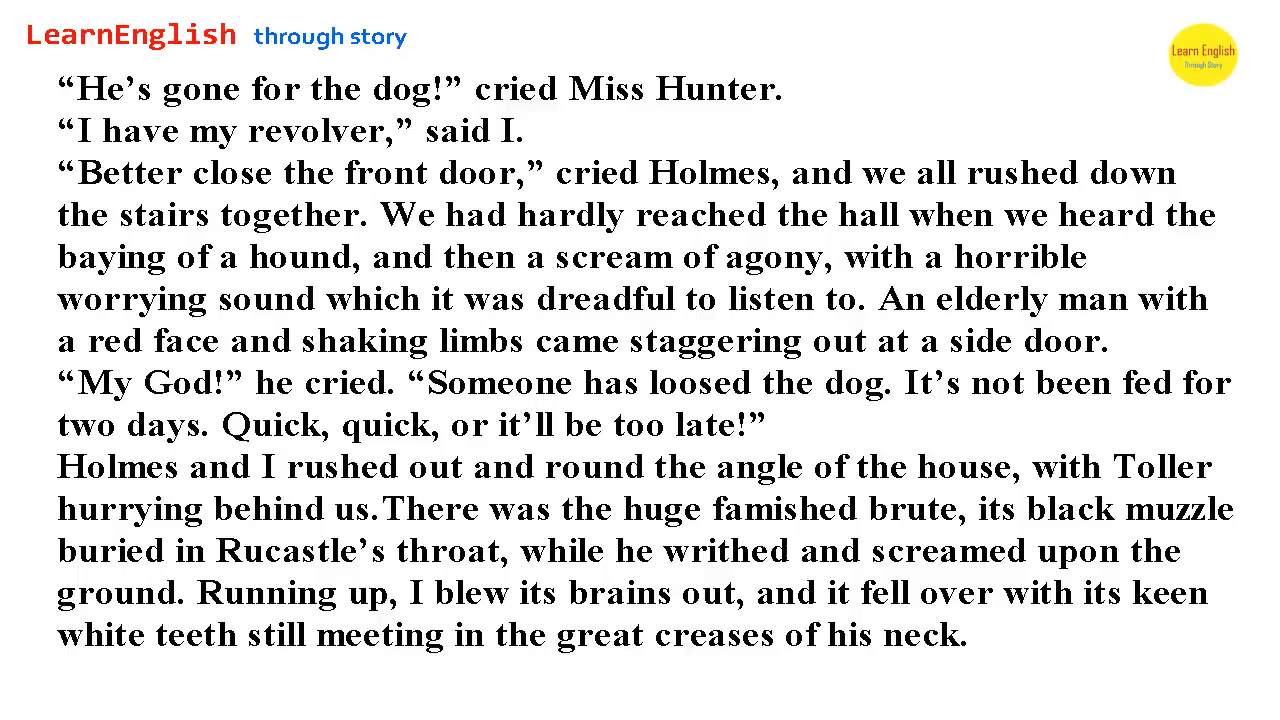 LearnEnglish through story
Learn English
Through Story
“He’s gone for the dog!” cried Miss Hunter.
“I have my revolver,” said I.
“Better close the front door,” cried Holmes, and we all rushed down
the stairs together. We had hardly reached the hall when we heard the
baying of a hound, and then a scream of agony, with a horrible
worrying sound which it was dreadful to listen to. An elderly man with
a red face and shaking limbs came staggering out at a side door.
“My God!” he cried. “Someone has loosed the dog. It’s not been fed for
two days. Quick, quick, or it’ll be too late!”
Holmes and I rushed out and round the angle of the house, with Toller
hurrying behind us.There was the huge famished brute, its black muzzle
buried in Rucastle’s throat, while he writhed and screamed upon the
ground. Running up, I blew its brains out, and it fell over with its keen
white teeth still meeting in the great creases of his neck.